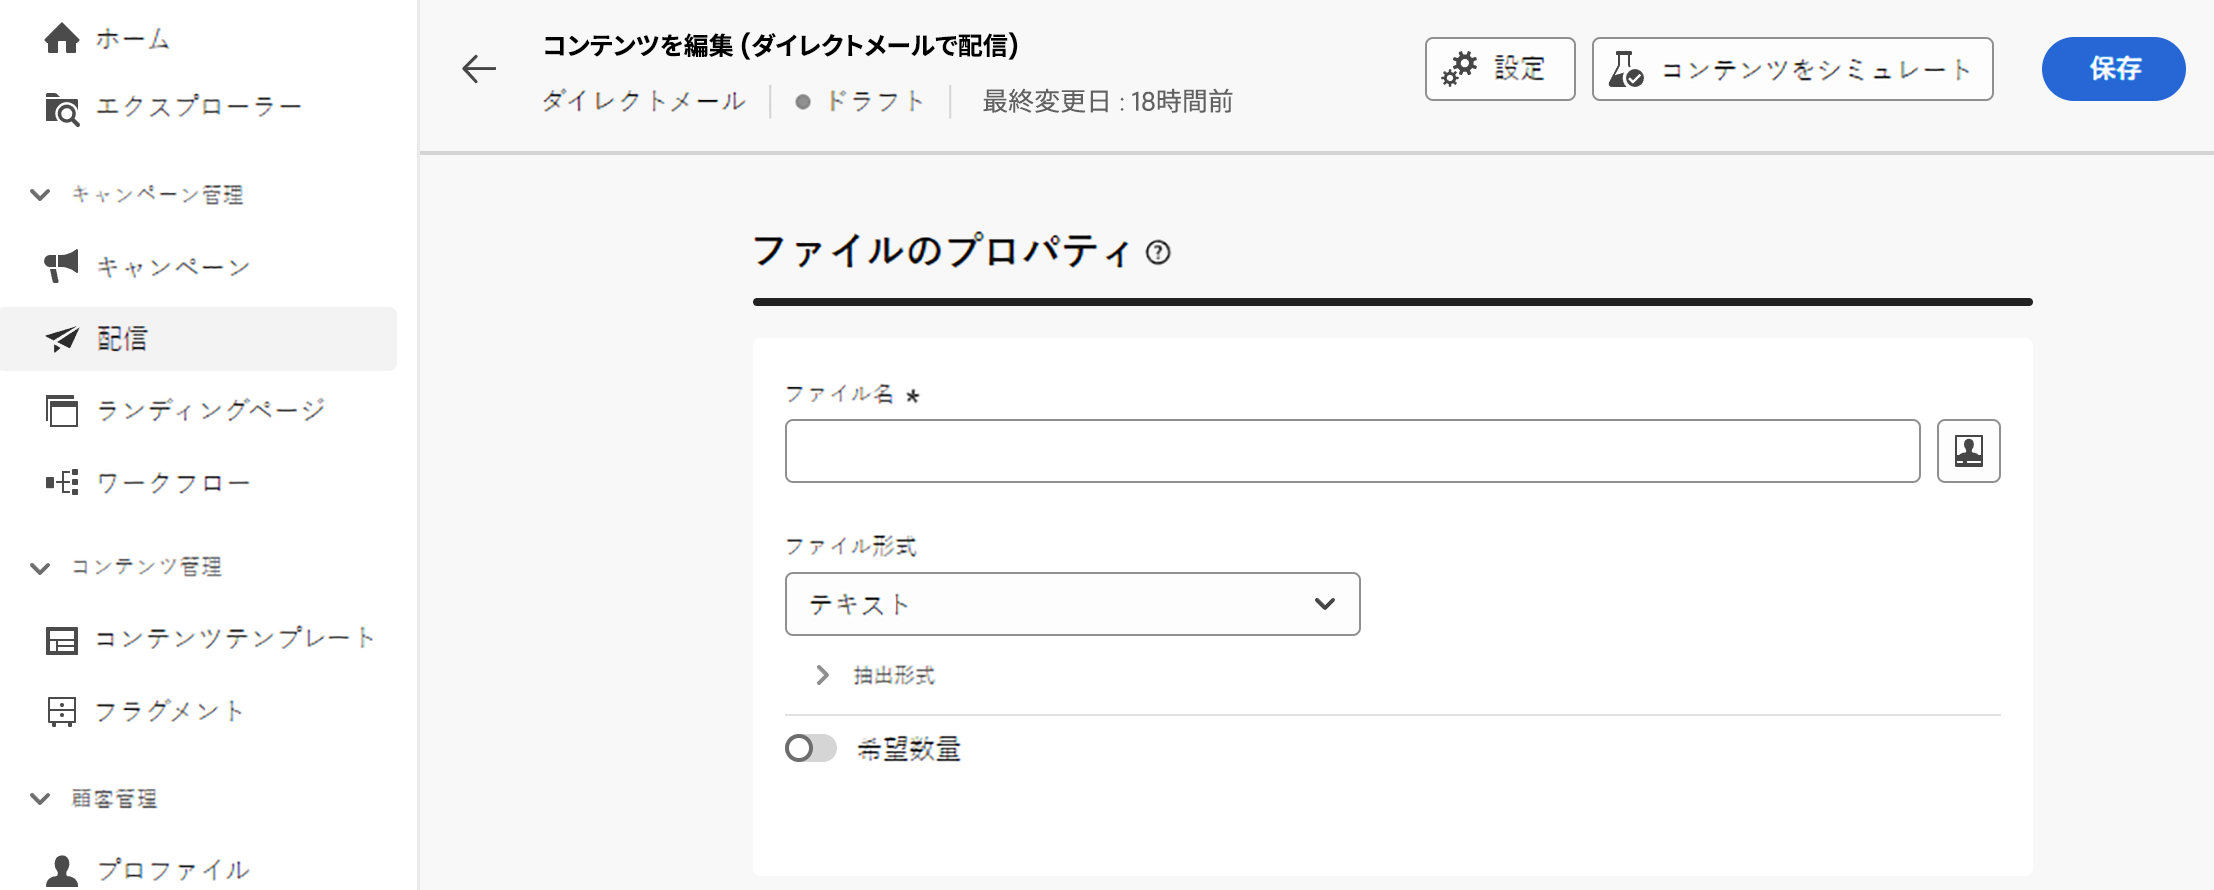 ホーム
エクスプローラー
キャンペーン管理
キャンペーン
配信
ランディングページ
ワークフロー
コンテンツ管理
コンテンツテンプレート
フラグメント
顧客管理
プロファイル
コンテンツを編集 (ダイレクトメールで配信)
ダイレクトメール
ドラフト
最終変更日 : 18時間前
設定
コンテンツをシミュレート
保存
ファイルのプロパティ
ファイル名 *
ファイル形式
テキスト
抽出形式
希望数量